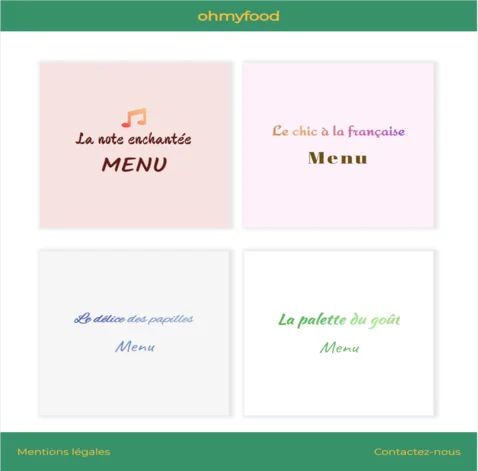 ohmyfood
La note enchantée
MENU
Le chic à la française
Menu
Le délice des papilles
Menu
La palette du goût
Menu
Mentions légales
Contactez-nous